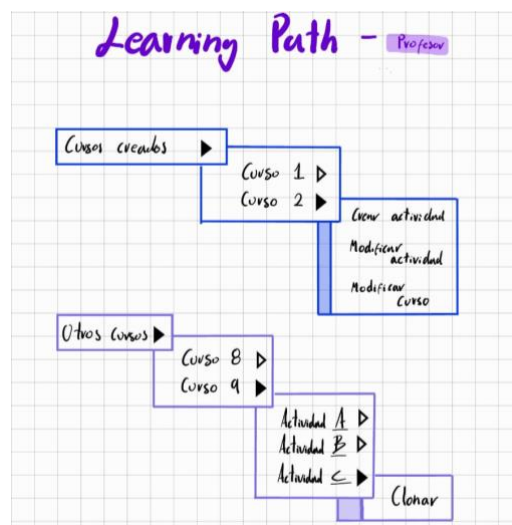 Learning Path - Profesor
Cursos creados
Curso 1
Curso 2
Crear actividad
Modificar
actividad
Modificar
Curso
Otros Cursos
Curso 8
Curso 9
Actividad A
Actividad B
Actividad C
Clonar